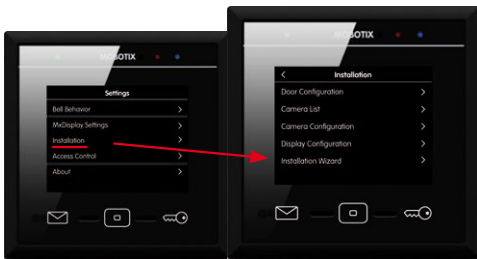 MOBOTIX
Settings
Bell Behavior
MxDisplay Settings
Installation
Access Control
About
MOBOTIX
Installation
Door Configuration
Camera List
Camera Configuration
Display Configuration
Installation Wizard